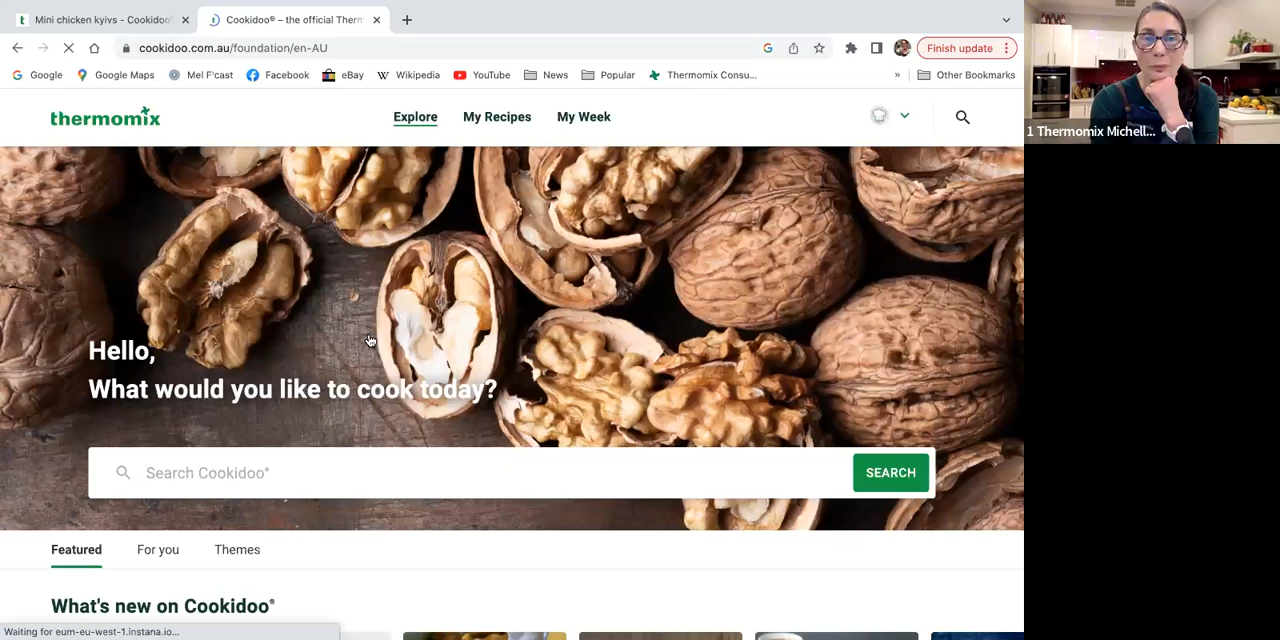 Mini chicken kyivs - Cookidoo®
Cookidoo® – the official Therm
cookidoo.com.au/foundation/en-AU
Finish update
Google
Google Maps
Mel F'cast
Facebook
eBay
Wikipedia
YouTube
News
Popular
Thermomix Consu...
»
Other Bookmarks
thermomix
Explore
My Recipes
My Week
1 Thermomix Michell...
Hello,
What would you like to cook today?
Search Cookidoo®
SEARCH
Featured
For you
Themes
What's new on Cookidoo®
Waiting for eum-eu-west-1.instana.io...